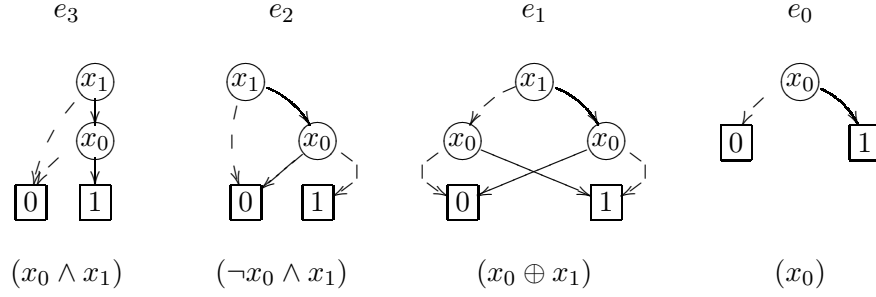 e₃ e₂ e₁ e₀
x₁ x₁ x₁ x₀
x₀ x₀ x₀ x₀ 0 1
0 1 0 1 0 1
(x₀ ∧ x₁) (¬x₀ ∧ x₁) (x₀ ⊕ x₁) (x₀)